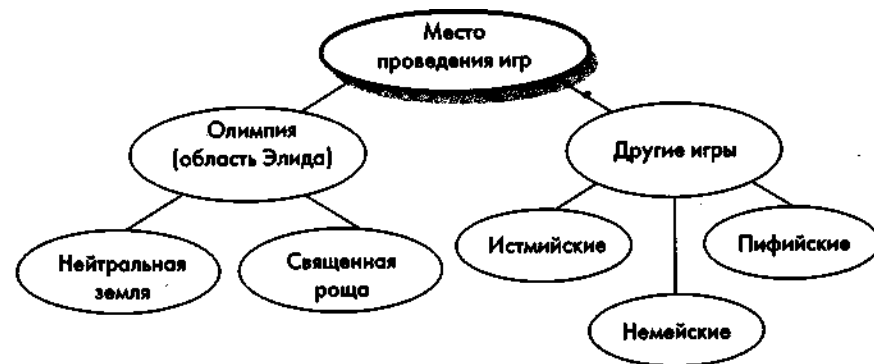 Место
проведения игр
Олимпия
(область Элида)
Другие игры
Нейтральная
земля
Священная
роща
Истмийские
Пифийские
Немейские